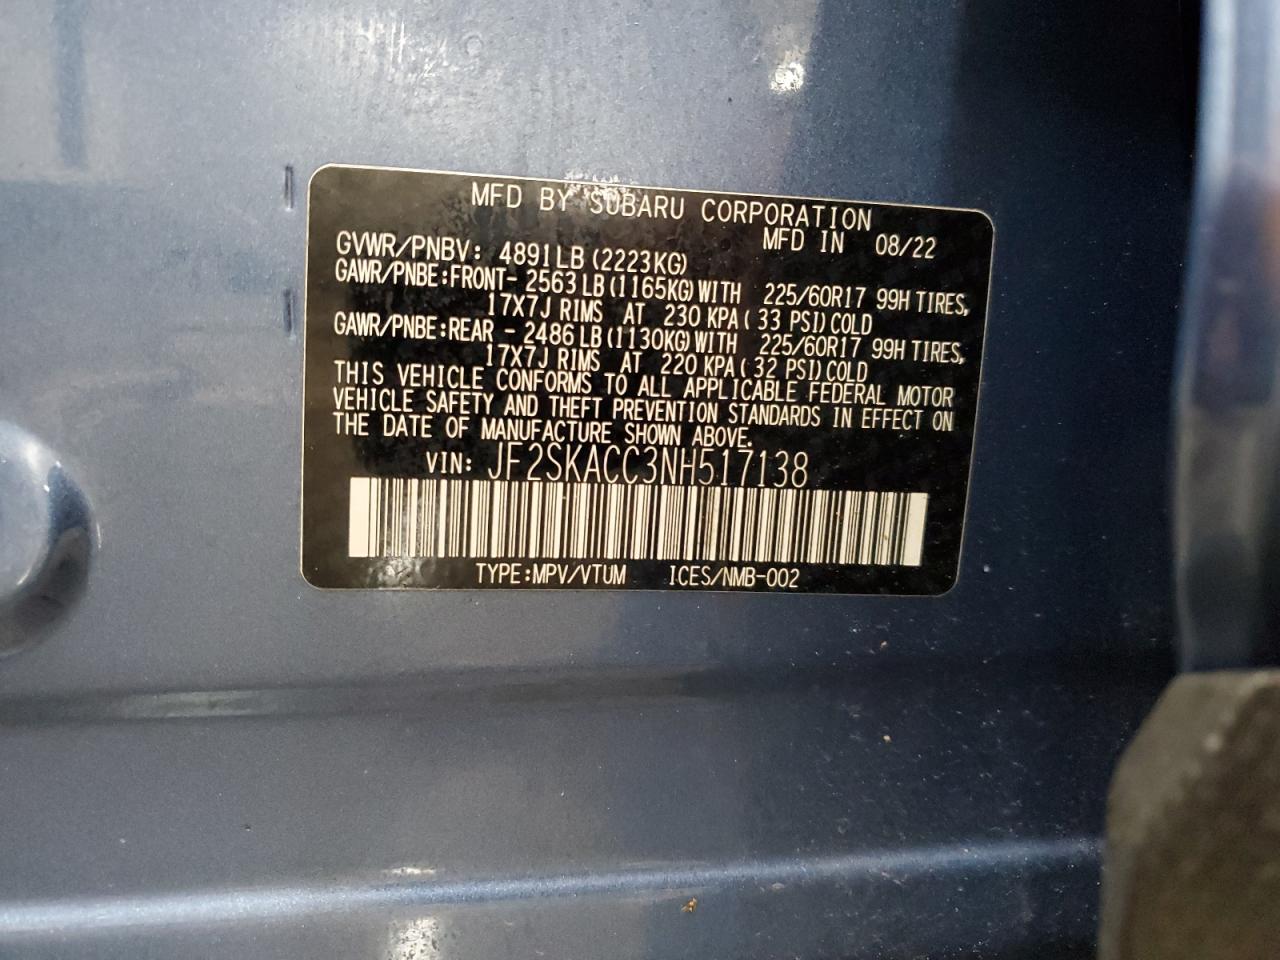 MFD BY SUBARU CORPORATION
MFD IN 08/22
GVWR/PNBV: 4891LB (2223KG)
GAWR/PNBE:FRONT- 2563LB(1165KG)WITH 225/60R17 99H TIRES,
17X7J RIMS AT 230 KPA( 33 PSI)COLD
GAWR/PNBE:REAR - 2486LB(1130KG)WITH 225/60R17 99H TIRES,
17X7J RIMS AT 220 KPA( 32 PSI)COLD
THIS VEHICLE CONFORMS TO ALL APPLICABLE FEDERAL MOTOR
VEHICLE SAFETY AND THEFT PREVENTION STANDARDS IN EFFECT ON
THE DATE OF MANUFACTURE SHOWN ABOVE.
VIN: JF2SKACC3NH517138
TYPE:MPV/VTUM ICES/NMB-002